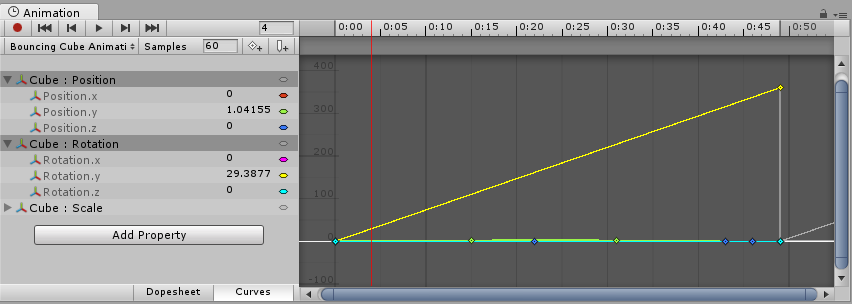 Animation
4
0:00 0:05 0:10 0:15 0:20 0:25 0:30 0:35 0:40 0:45 0:50
Bouncing Cube Animati Samples 60
Cube : Position
Position.x 0
Position.y 1.04155
Position.z 0
Cube : Rotation
Rotation.x 0
Rotation.y 29.3877
Rotation.z 0
Cube : Scale
Add Property
400
300
200
100
0
-100
Dopesheet Curves